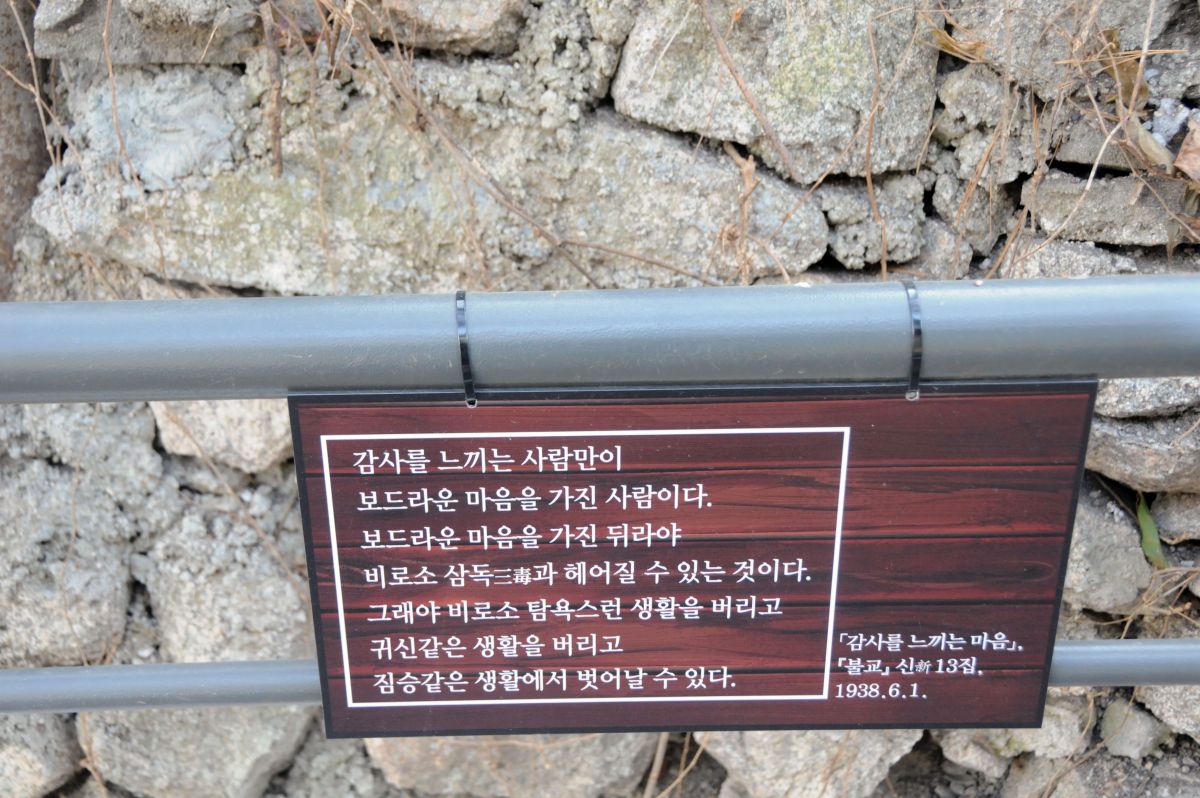 감사를 느끼는 사람만이
보드라운 마음을 가진 사람이다.
보드라운 마음을 가진 뒤라야
비로소 삼독三毒과 헤어질 수 있는 것이다.
그래야 비로소 탐욕스런 생활을 버리고
귀신같은 생활을 버리고
짐승같은 생활에서 벗어날 수 있다.
「감사를 느끼는 마음」,
『불교』 신新 13집,
1938.6.1.